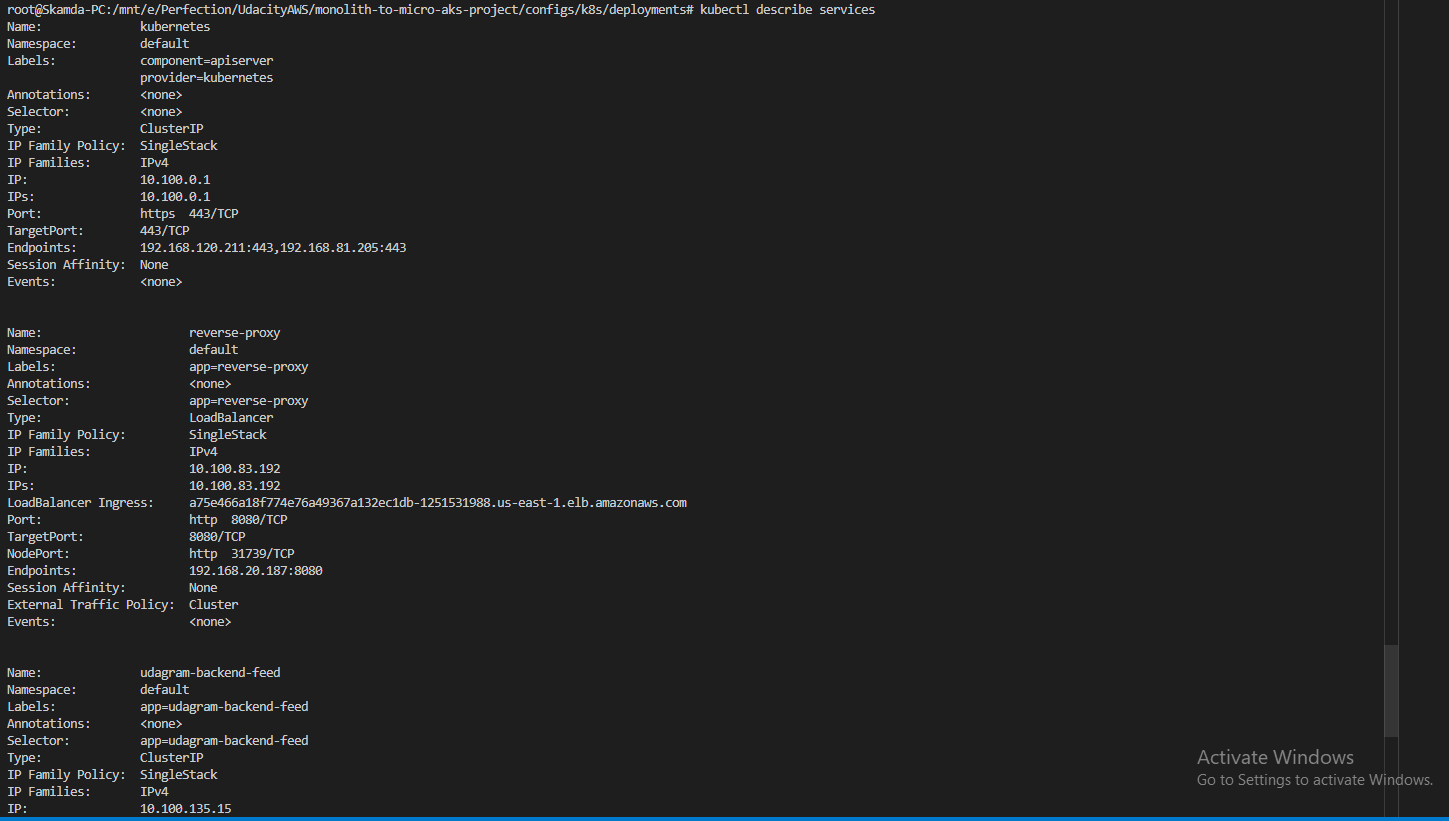 root@Skamda-PC:/mnt/e/Perfection/UdacityAWS/monolith-to-micro-aks-project/configs/k8s/deployments# kubectl describe services
Name:              kubernetes
Namespace:         default
Labels:            component=apiserver
                   provider=kubernetes
Annotations:       <none>
Selector:          <none>
Type:              ClusterIP
IP Family Policy:  SingleStack
IP Families:       IPv4
IP:                10.100.0.1
IPs:               10.100.0.1
Port:              https  443/TCP
TargetPort:        443/TCP
Endpoints:         192.168.120.211:443,192.168.81.205:443
Session Affinity:  None
Events:            <none>
Name:                     reverse-proxy
Namespace:                default
Labels:                   app=reverse-proxy
Annotations:              <none>
Selector:                 app=reverse-proxy
Type:                     LoadBalancer
IP Family Policy:         SingleStack
IP Families:              IPv4
IP:                       10.100.83.192
IPs:                      10.100.83.192
LoadBalancer Ingress:     a75e466a18f774e76a49367a132ec1db-1251531988.us-east-1.elb.amazonaws.com
Port:                     http  8080/TCP
TargetPort:               8080/TCP
NodePort:                 http  31739/TCP
Endpoints:                192.168.20.187:8080
Session Affinity:         None
External Traffic Policy:  Cluster
Events:                   <none>
Name:              udagram-backend-feed
Namespace:         default
Labels:            app=udagram-backend-feed
Annotations:       <none>
Selector:          app=udagram-backend-feed
Type:              ClusterIP
IP Family Policy:  SingleStack
IP Families:       IPv4
IP:                10.100.135.15
Activate Windows
Go to Settings to activate Windows.